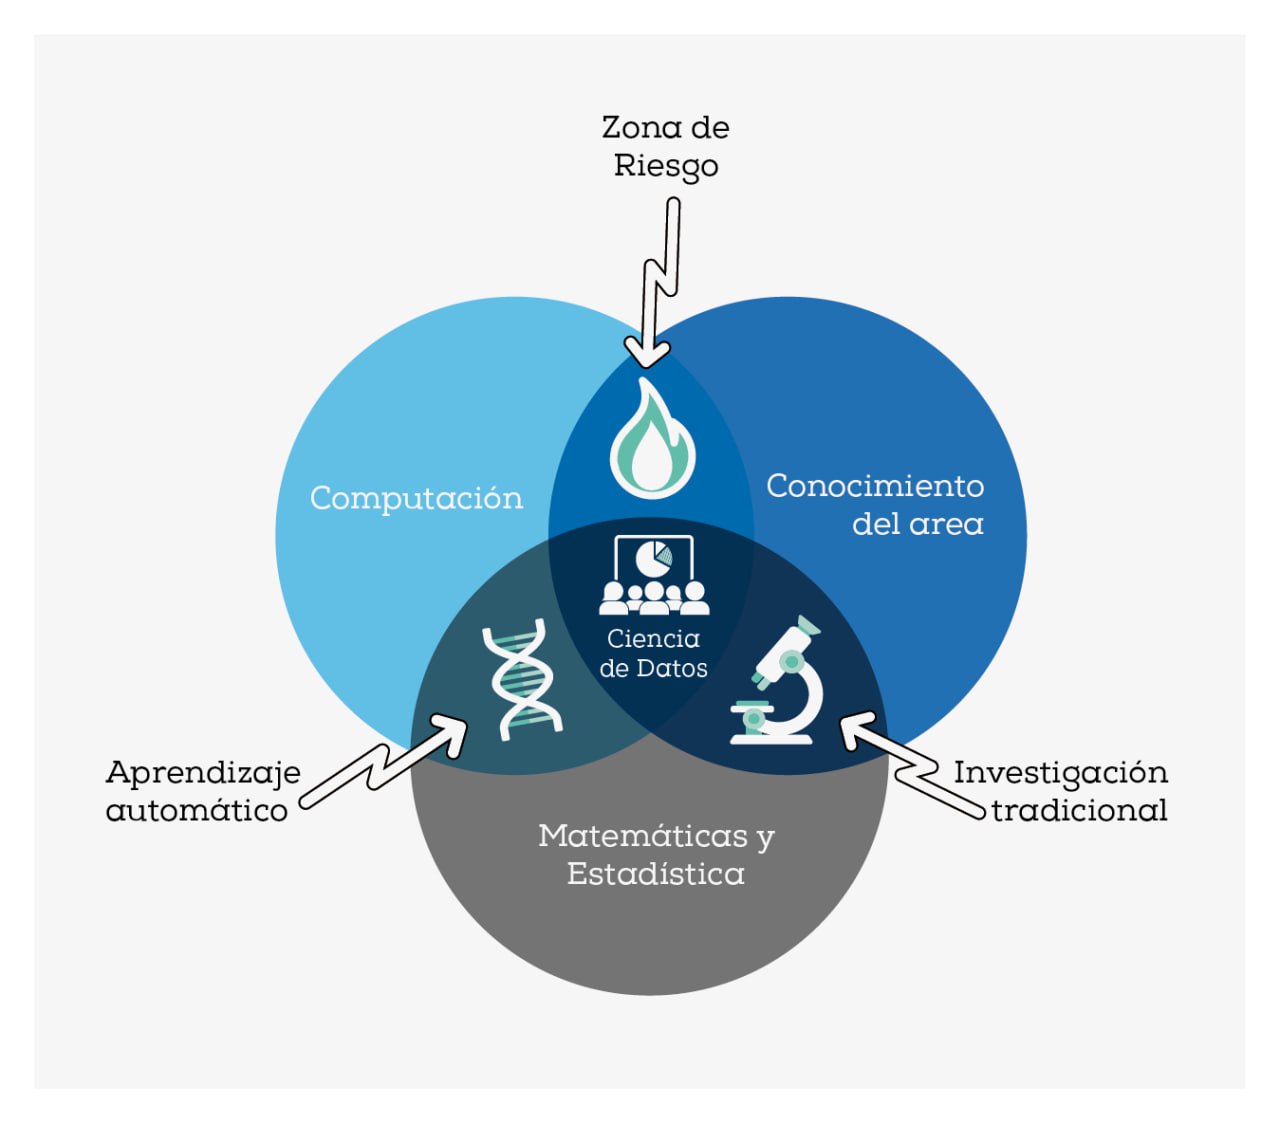 Zona de
Riesgo
Computación
Conocimiento
del area
Ciencia
de Datos
Aprendizaje
automático
Investigación
tradicional
Matemáticas y
Estadística